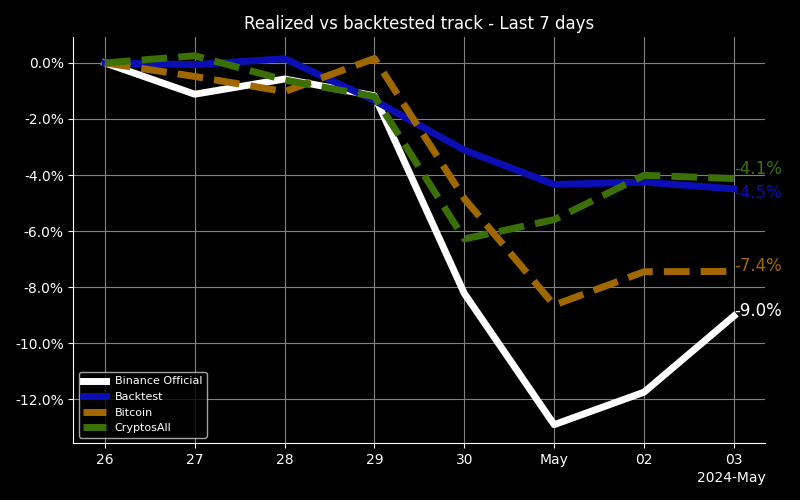 Realized vs backtested track - Last 7 days
0.0%
-2.0%
-4.0%
-6.0%
-8.0%
-10.0%
-12.0%
-4.1%
-4.5%
-7.4%
-9.0%
Binance Official
Backtest
Bitcoin
CryptosAll
26 27 28 29 30 May 02 03
2024-May